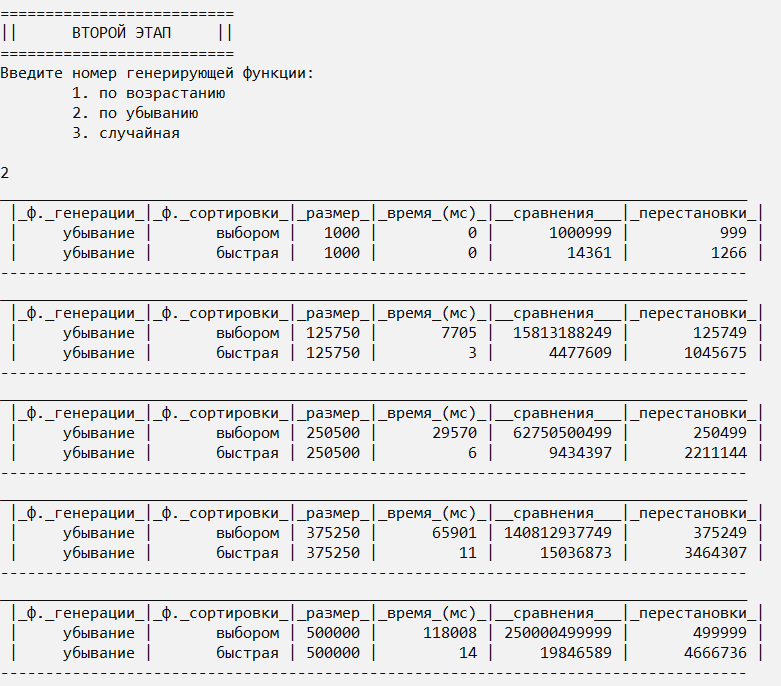 ==========================
||      ВТОРОЙ ЭТАП     ||
==========================
Введите номер генерирующей функции:
        1. по возрастанию
        2. по убыванию
        3. случайная
2
|_ф._генерации_|_ф._сортировки_|_размер_|_время_(мс)_|__сравнения___|_перестановки_|
|     убывание |       выбором |   1000 |          0 |      1000999 |          999 |
|     убывание |       быстрая |   1000 |          0 |        14361 |         1266 |
-----------------------------------------------------------------------------------
|_ф._генерации_|_ф._сортировки_|_размер_|_время_(мс)_|__сравнения___|_перестановки_|
|     убывание |       выбором | 125750 |       7705 |  15813188249 |       125749 |
|     убывание |       быстрая | 125750 |          3 |      4477609 |      1045675 |
-----------------------------------------------------------------------------------
|_ф._генерации_|_ф._сортировки_|_размер_|_время_(мс)_|__сравнения___|_перестановки_|
|     убывание |       выбором | 250500 |      29570 |  62750500499 |       250499 |
|     убывание |       быстрая | 250500 |          6 |      9434397 |      2211144 |
-----------------------------------------------------------------------------------
|_ф._генерации_|_ф._сортировки_|_размер_|_время_(мс)_|__сравнения___|_перестановки_|
|     убывание |       выбором | 375250 |      65901 | 140812937749 |       375249 |
|     убывание |       быстрая | 375250 |         11 |     15036873 |      3464307 |
-----------------------------------------------------------------------------------
|_ф._генерации_|_ф._сортировки_|_размер_|_время_(мс)_|__сравнения___|_перестановки_|
|     убывание |       выбором | 500000 |     118008 | 250000499999 |       499999 |
|     убывание |       быстрая | 500000 |         14 |     19846589 |      4666736 |
-----------------------------------------------------------------------------------